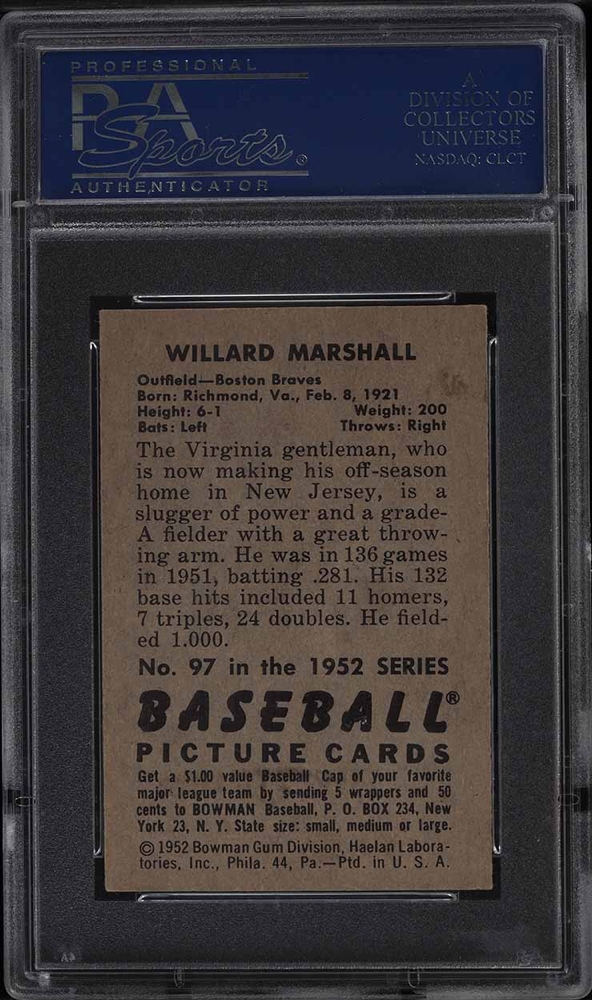 PROFESSIONAL
PSA
Sports®
AUTHENTICATOR
A
DIVISION OF
COLLECTORS
UNIVERSE
NASDAQ: CLCT
WILLARD MARSHALL
Outfield—Boston Braves
Born: Richmond, Va., Feb. 8, 1921
Height: 6-1 Weight: 200
Bats: Left Throws: Right
The Virginia gentleman, who
is now making his off-season
home in New Jersey, is a
slugger of power and a grade-
A fielder with a great throw-
ing arm. He was in 136 games
in 1951, batting .281. His 132
base hits included 11 homers,
7 triples, 24 doubles. He field-
ed 1.000.
No. 97 in the 1952 SERIES
BASEBALL®
PICTURE CARDS
Get a $1.00 value Baseball Cap of your favorite
major league team by sending 5 wrappers and 50
cents to BOWMAN Baseball, P. O. BOX 234, New
York 23, N. Y. State size: small, medium or large.
© 1952 Bowman Gum Division, Haelan Labora-
tories, Inc., Phila. 44, Pa.—Ptd. in U. S. A.